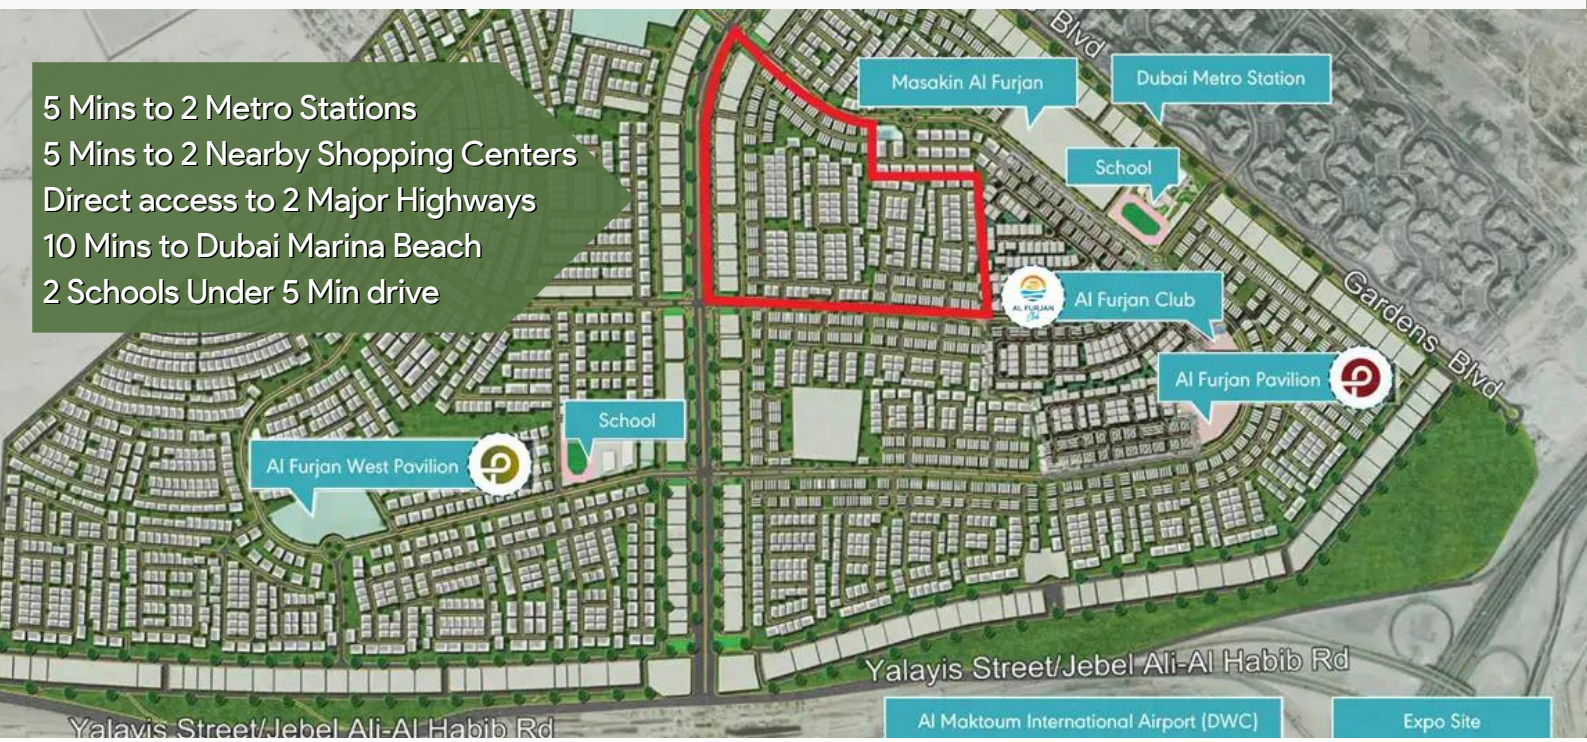 5 Mins to 2 Metro Stations
5 Mins to 2 Nearby Shopping Centers
Direct access to 2 Major Highways
10 Mins to Dubai Marina Beach
2 Schools Under 5 Min drive
Blvd
Masakin Al Furjan
Dubai Metro Station
School
AL FURJAN
Club
Al Furjan Club
Gardens Blvd
Al Furjan Pavilion
School
Al Furjan West Pavilion
Yalayis Street/Jebel Ali-Al Habib Rd
Al Maktoum International Airport (DWC)
Expo Site
Yalayis Street/Jebel Ali-Al Habib Rd